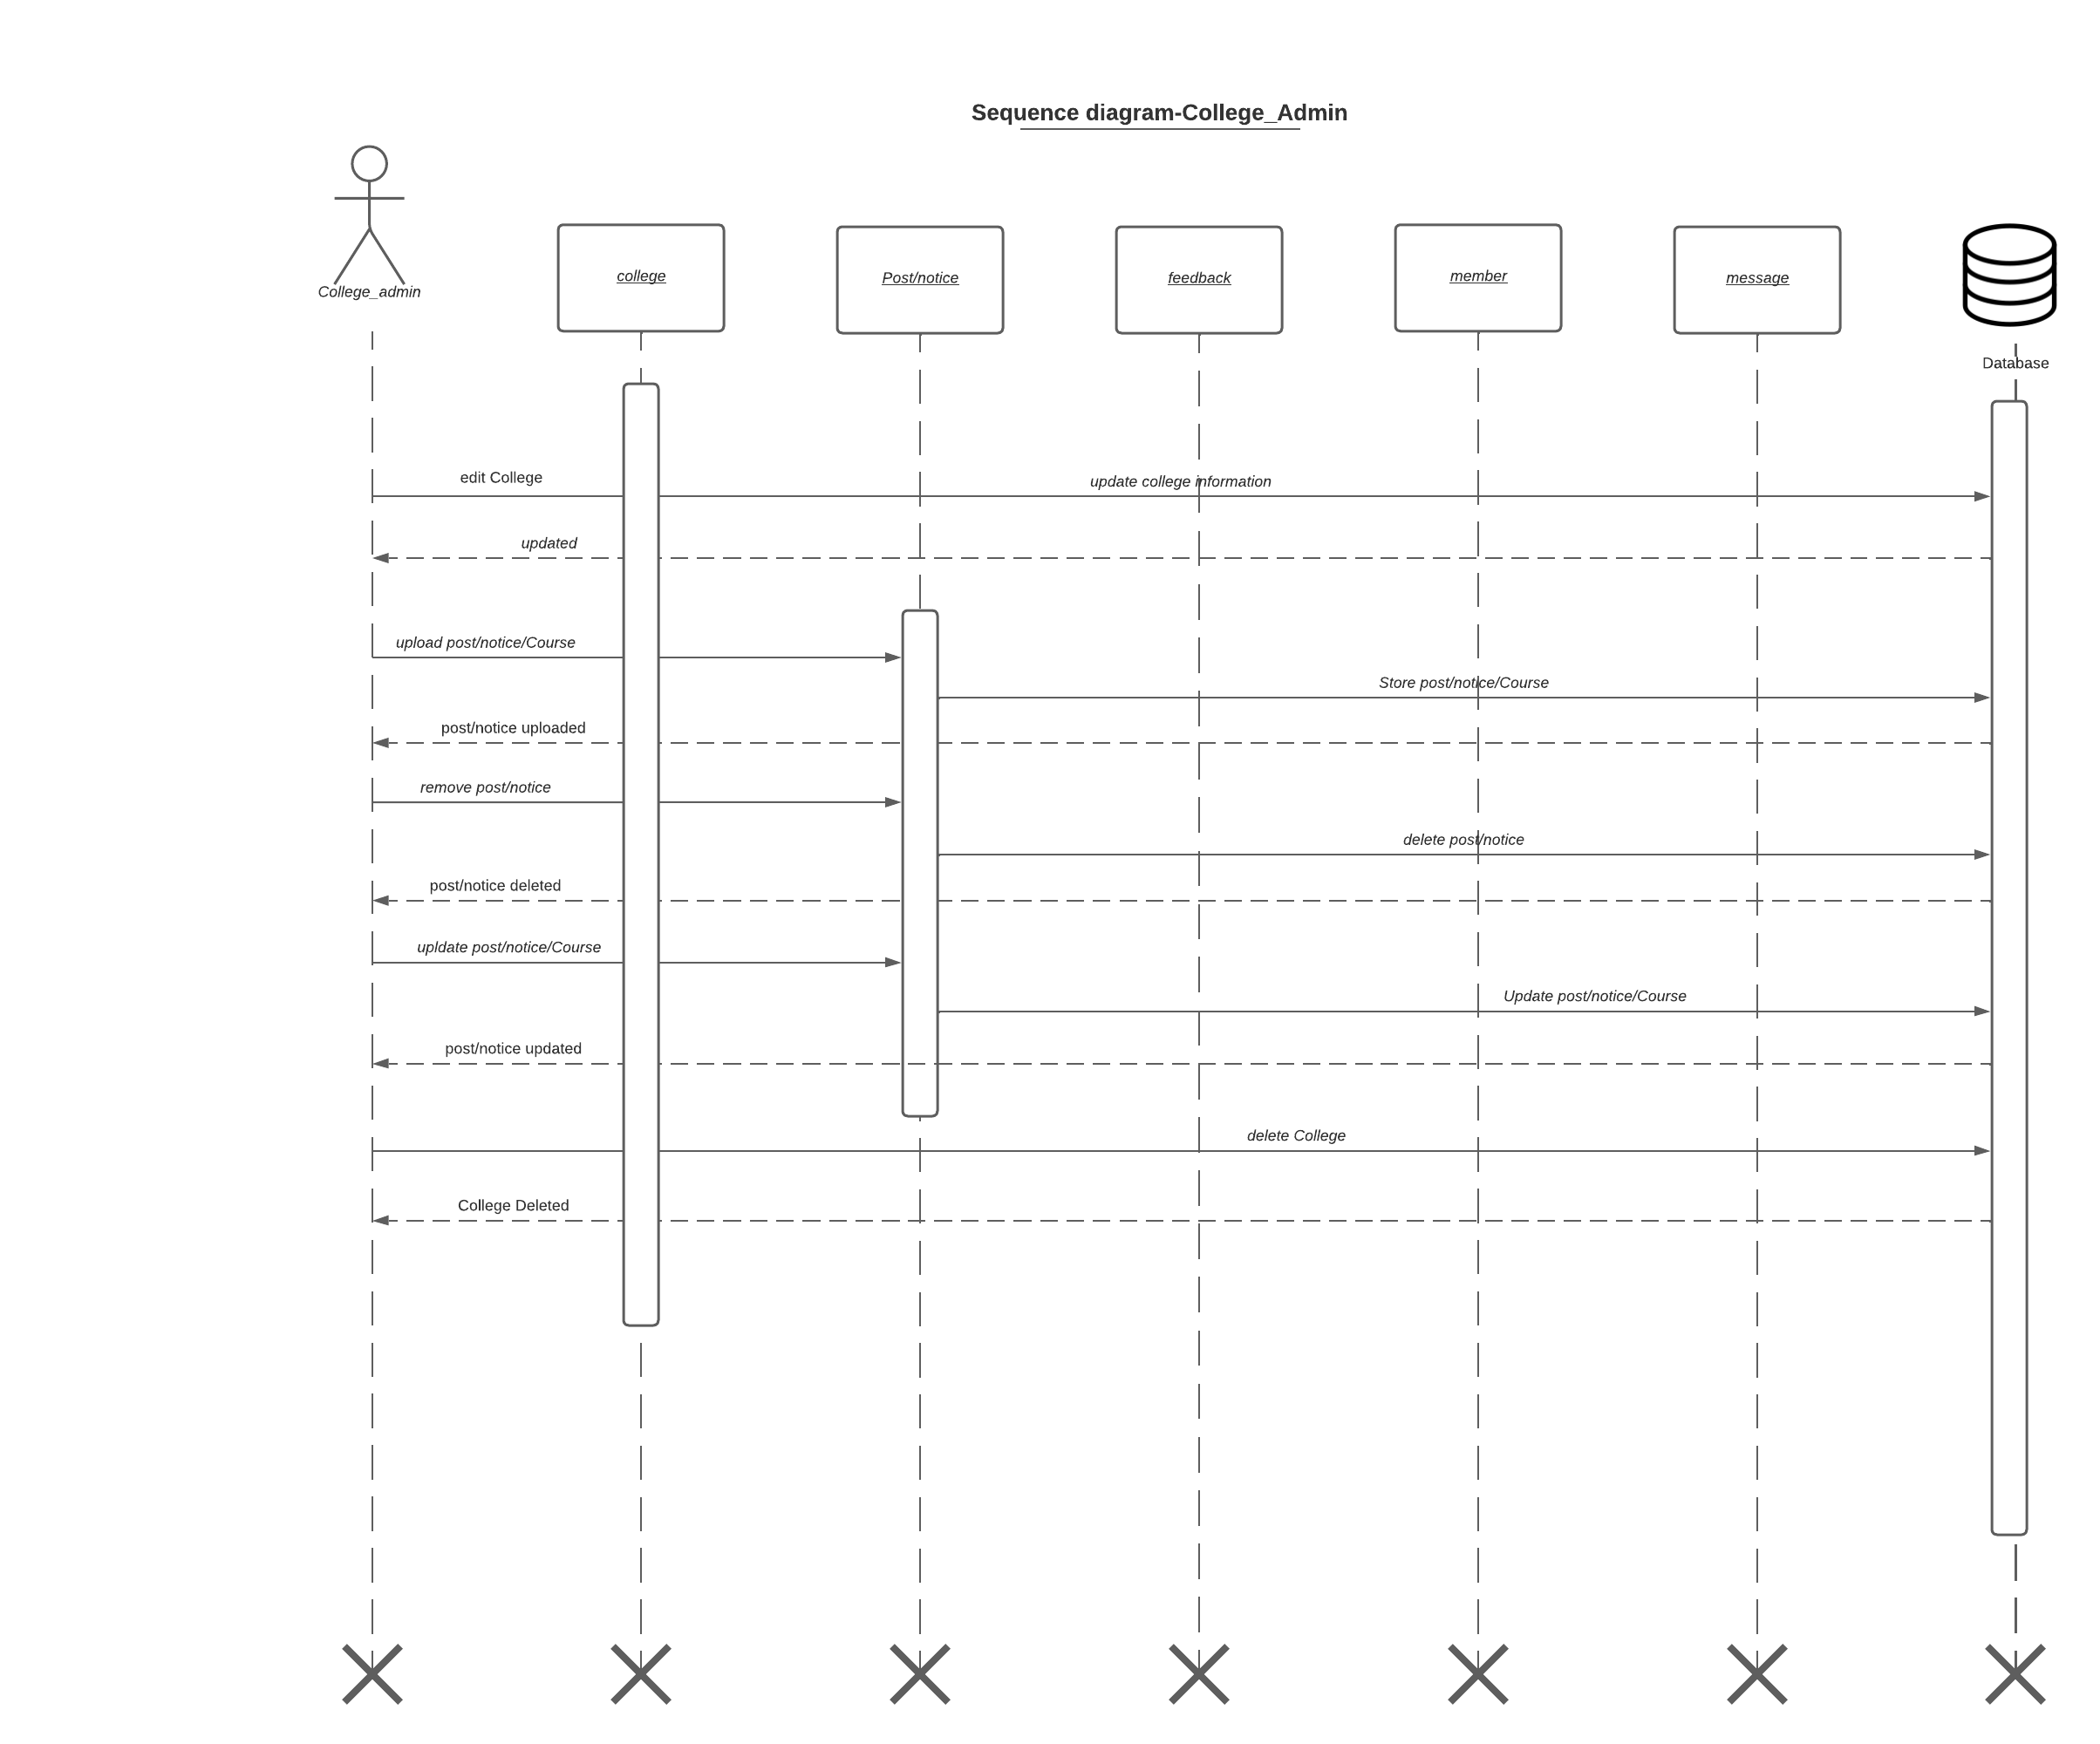 Sequence diagram-College_Admin
College_admin
college
Post/notice
feedback
member
message
Database
edit College
update college information
updated
upload post/notice/Course
Store post/notice/Course
post/notice uploaded
remove post/notice
delete post/notice
post/notice deleted
upldate post/notice/Course
Update post/notice/Course
post/notice updated
delete College
College Deleted